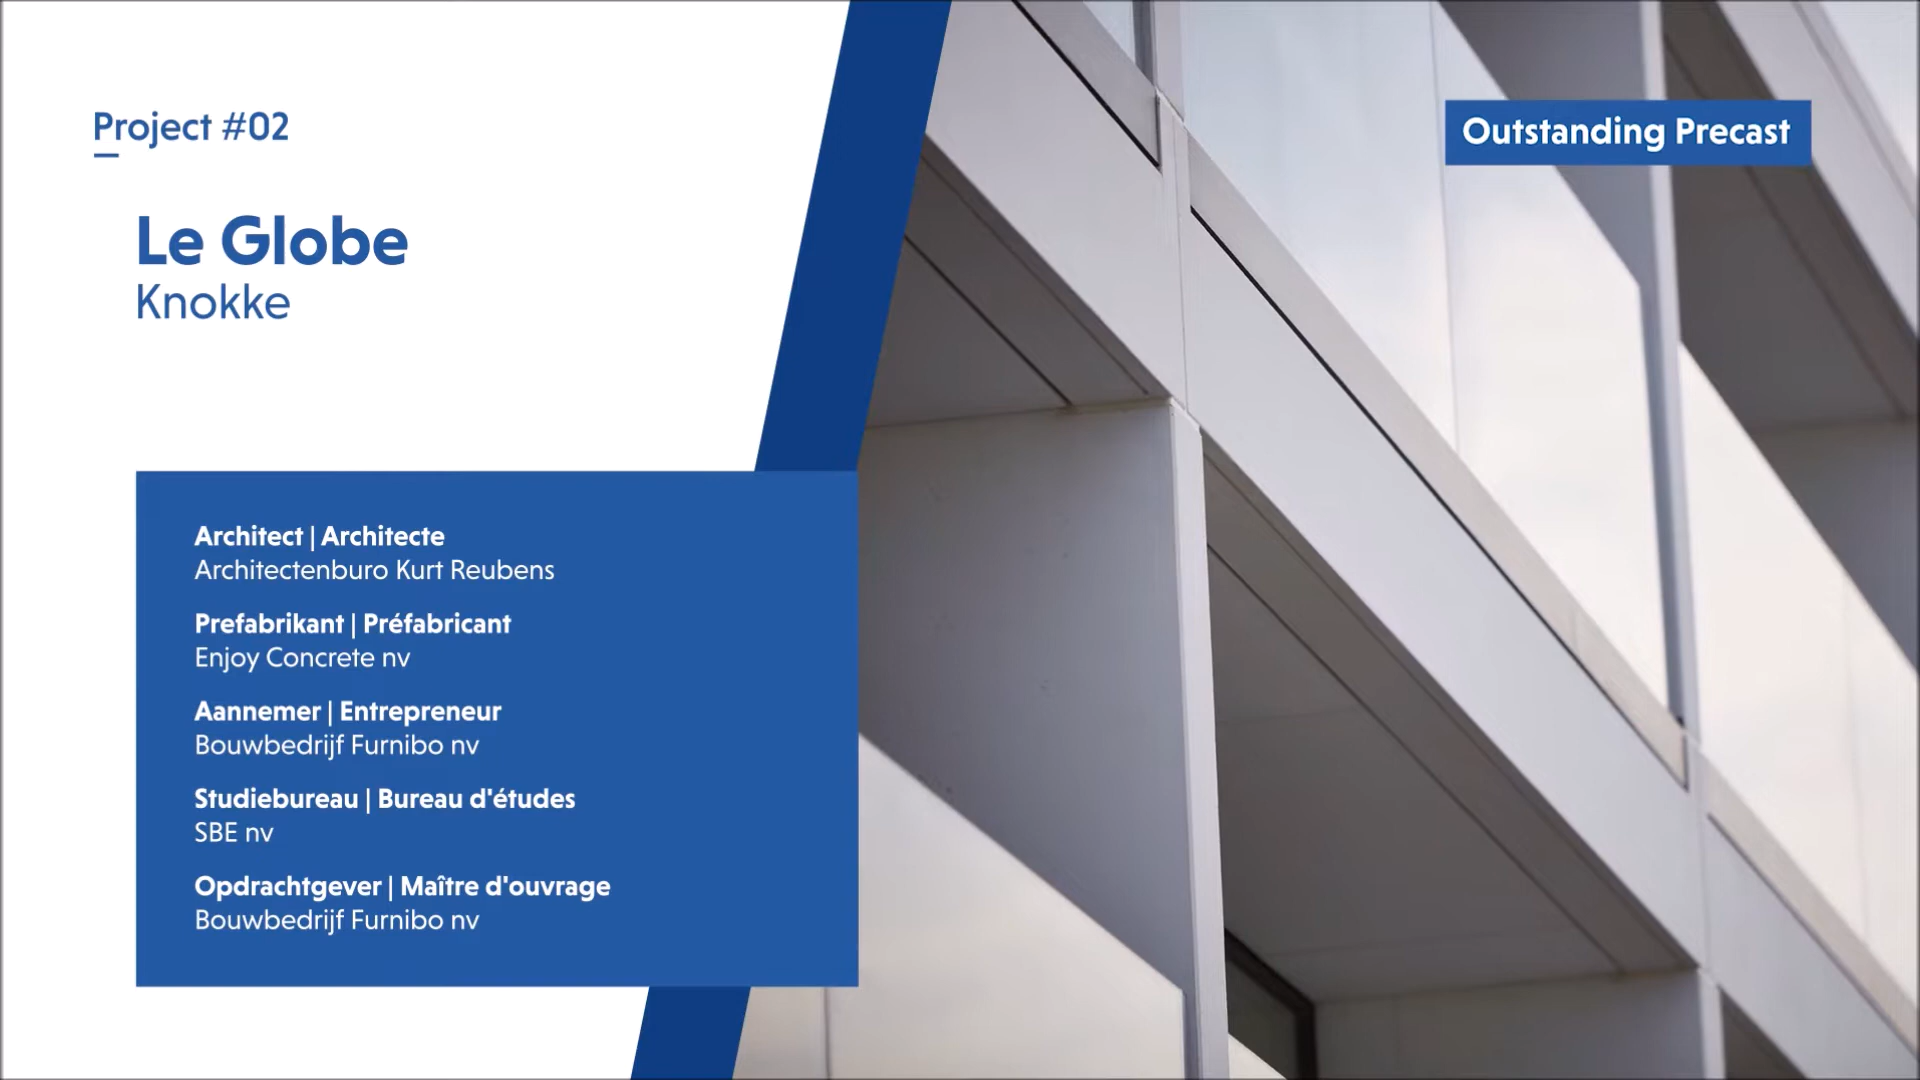 Project #02
Outstanding Precast
Le Globe
Knokke
Architect | Architecte
Architectenburo Kurt Reubens
Prefabrikant | Préfabricant
Enjoy Concrete nv
Aannemer | Entrepreneur
Bouwbedrijf Furnibo nv
Studiebureau | Bureau d'études
SBE nv
Opdrachtgever | Maître d'ouvrage
Bouwbedrijf Furnibo nv